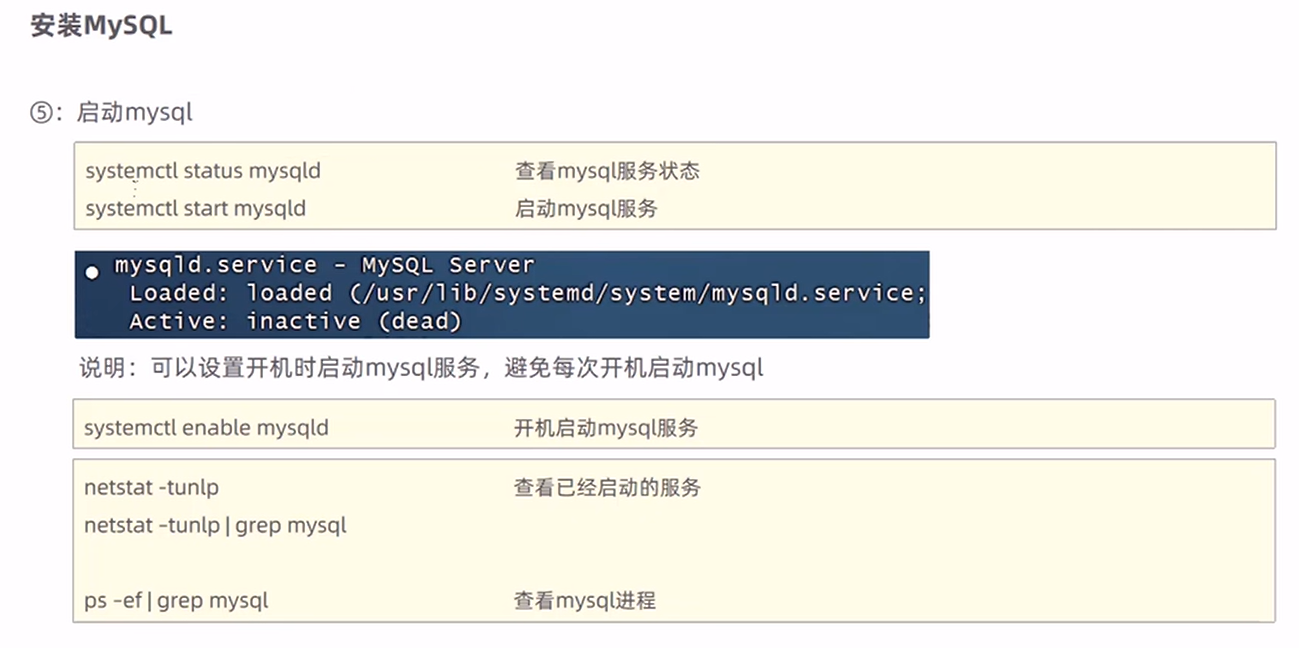 安装MySQL
⑤：启动mysql
systemctl status mysqld 查看mysql服务状态
systemctl start mysqld 启动mysql服务
mysqld.service - MySQL Server
Loaded: loaded (/usr/lib/systemd/system/mysqld.service;
Active: inactive (dead)
说明：可以设置开机时启动mysql服务，避免每次开机启动mysql
systemctl enable mysqld 开机启动mysql服务
netstat -tunlp 查看已经启动的服务
netstat –tunlp | grep mysql
ps –ef | grep mysql 查看mysql进程